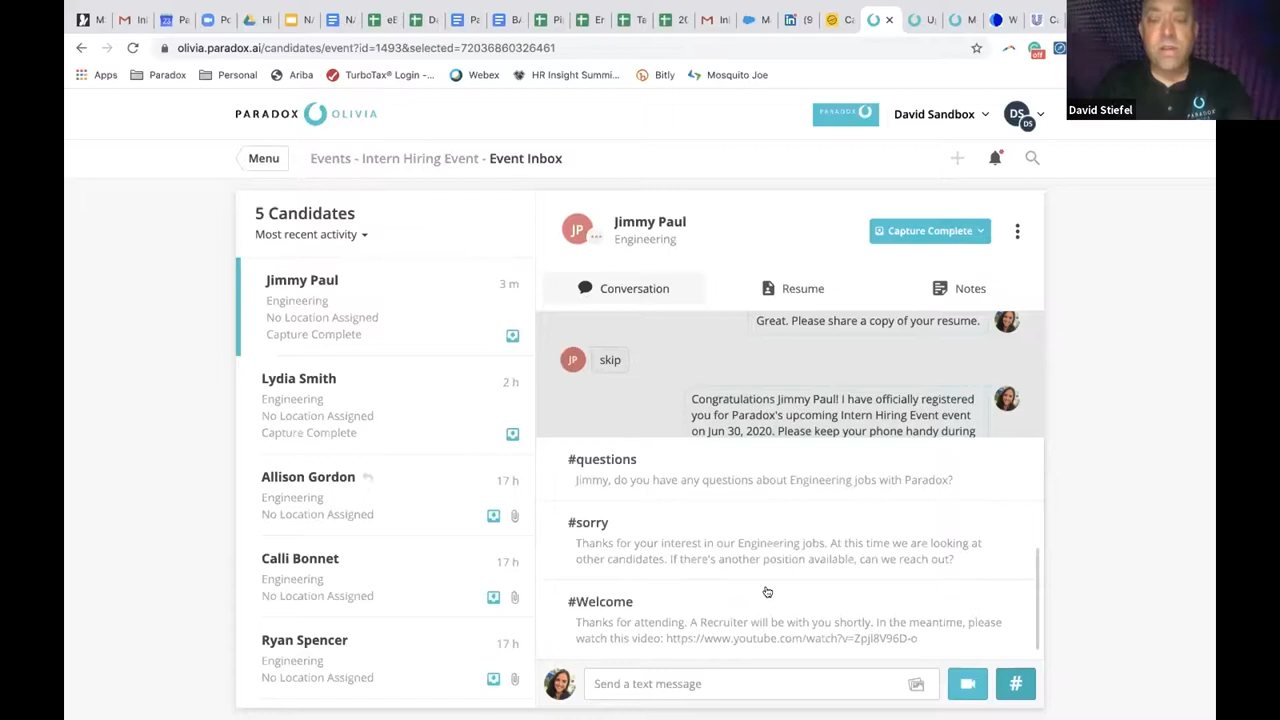 olivia.paradox.ai/candidates/event?id=1493&selected=72036860326461
Apps
Paradox
Personal
Ariba
TurboTax® Login -...
Webex
HR Insight Summi...
Bitly
Mosquito Joe
off
David Stiefel
PARADOX OLIVIA
PARADOX
David Sandbox
DS
DS
Menu
Events - Intern Hiring Event - Event Inbox
5 Candidates
Most recent activity
Jimmy Paul
3 m
Engineering
No Location Assigned
Capture Complete
Lydia Smith
2 h
Engineering
No Location Assigned
Capture Complete
Allison Gordon
17 h
Engineering
No Location Assigned
Calli Bonnet
17 h
Engineering
No Location Assigned
Ryan Spencer
17 h
Engineering
No Location Assigned
JP
Jimmy Paul
Engineering
Capture Complete
Conversation
Resume
Notes
Great. Please share a copy of your resume.
JP
skip
Congratulations Jimmy Paul! I have officially registered
you for Paradox's upcoming Intern Hiring Event event
on Jun 30, 2020. Please keep your phone handy during
#questions
Jimmy, do you have any questions about Engineering jobs with Paradox?
#sorry
Thanks for your interest in our Engineering jobs. At this time we are looking at
other candidates. If there's another position available, can we reach out?
#Welcome
Thanks for attending. A Recruiter will be with you shortly. In the meantime, please
watch this video: https://www.youtube.com/watch?v=ZpjI8V96D-o
Send a text message
#